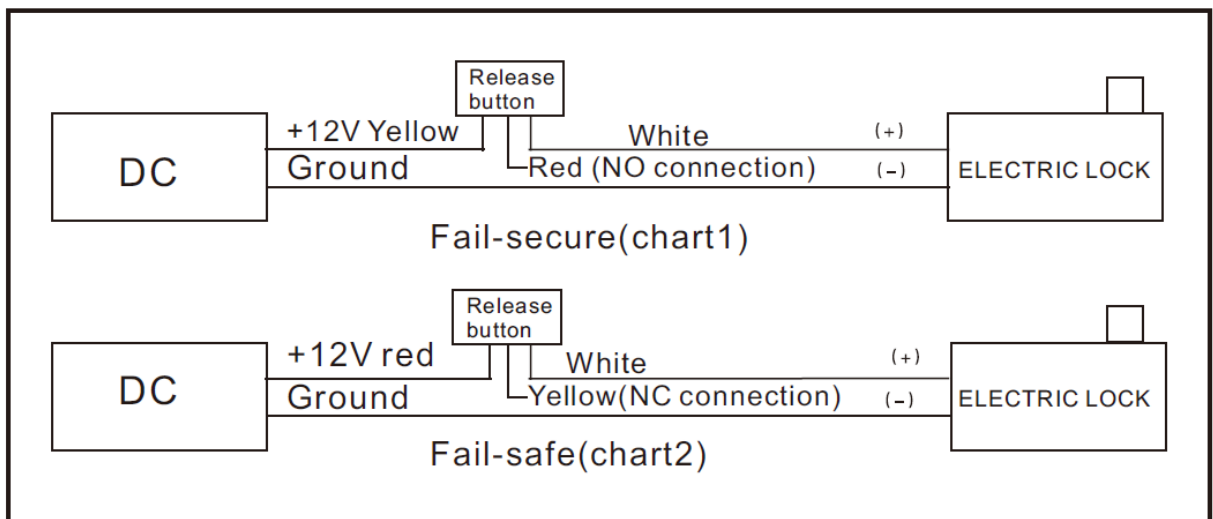 Release
button
+12V Yellow
White
(+)
DC
Ground
Red (NO connection)
(-)
ELECTRIC LOCK
Fail-secure(chart1)
Release
button
+12V red
White
(+)
DC
Ground
Yellow(NC connection)
(-)
ELECTRIC LOCK
Fail-safe(chart2)